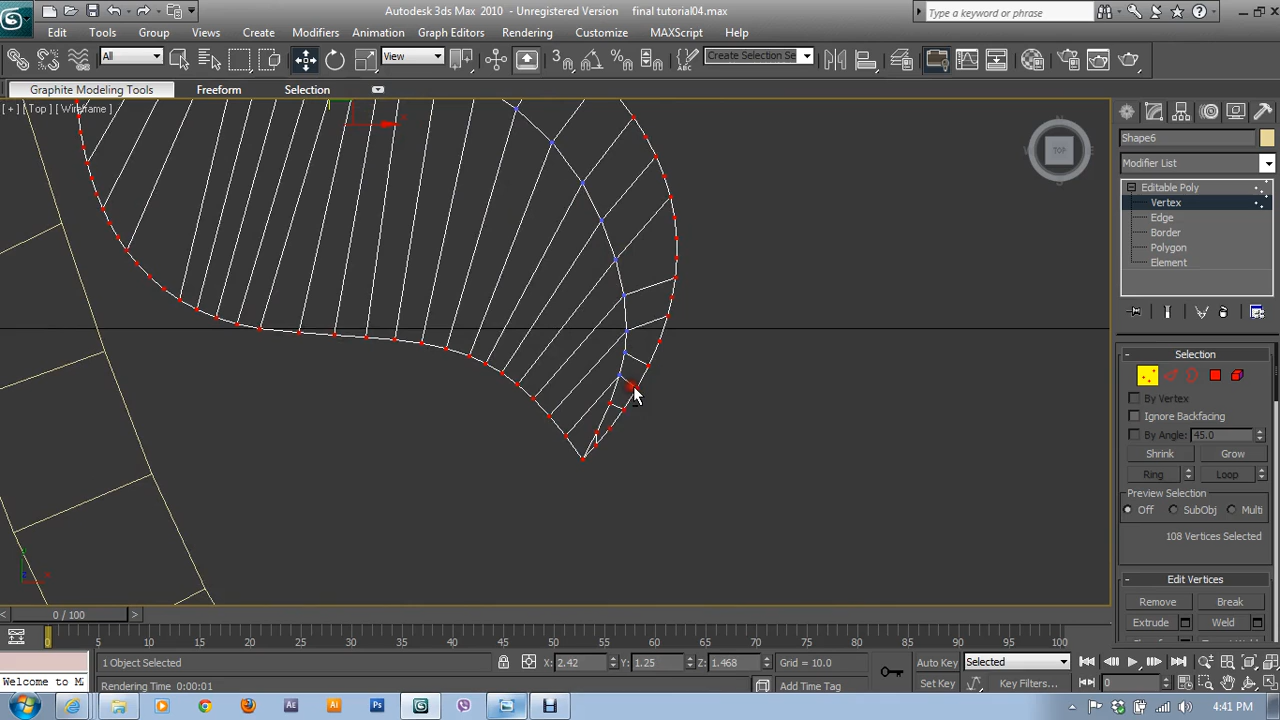 Autodesk 3ds Max 2010 - Unregistered Version final tutorial04.max
Type a keyword or phrase
Edit Tools Group Views Create Modifiers Animation Graph Editors Rendering Customize MAXScript Help
All View Create Selection Se
Graphite Modeling Tools Freeform Selection
[ + ] [ Top ] [ Wireframe ]
TOP
Shape6
Modifier List
Editable Poly
Vertex
Edge
Border
Polygon
Element
Selection
By Vertex
Ignore Backfacing
By Angle: 45.0
Shrink Grow
Ring Loop
Preview Selection
Off SubObj Multi
108 Vertices Selected
Edit Vertices
Remove Break
Extrude Weld
0 / 100
0 5 10 15 20 25 30 35 40 45 50 55 60 65 70 75 80 85 90 95 100
1 Object Selected X: 2.42 Y: 1.25 Z: 1.468 Grid = 10.0 Auto Key Selected
Welcome to M Rendering Time 0:00:01 Add Time Tag Set Key Key Filters... 0
4:41 PM